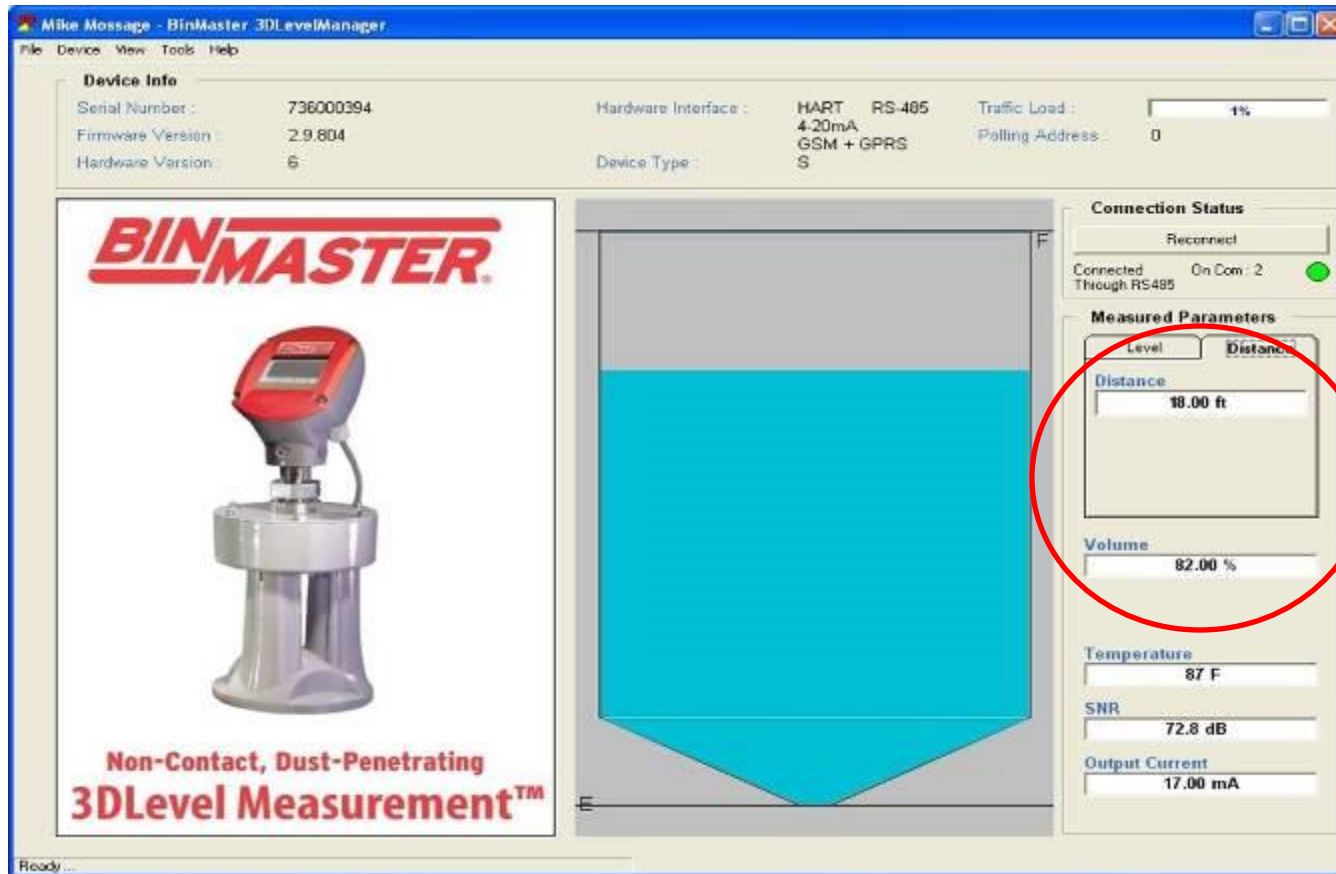 Mike Mossage - BinMaster 3DLevelManager
File Device View Tools Help
Device Info
Serial Number : 736000394
Firmware Version : 2.9.804
Hardware Version : 6
Hardware Interface : HART RS-485
4-20mA
GSM + GPRS
Device Type : S
Traffic Load : 1%
Polling Address : 0
BINMASTER®
Non-Contact, Dust-Penetrating
3DLevel Measurement™
F
E
Connection Status
Reconnect
Connected On Com : 2
Through RS485
Measured Parameters
Level Distance
Distance
18.00 ft
Volume
82.00 %
Temperature
87 F
SNR
72.8 dB
Output Current
17.00 mA
Ready ...